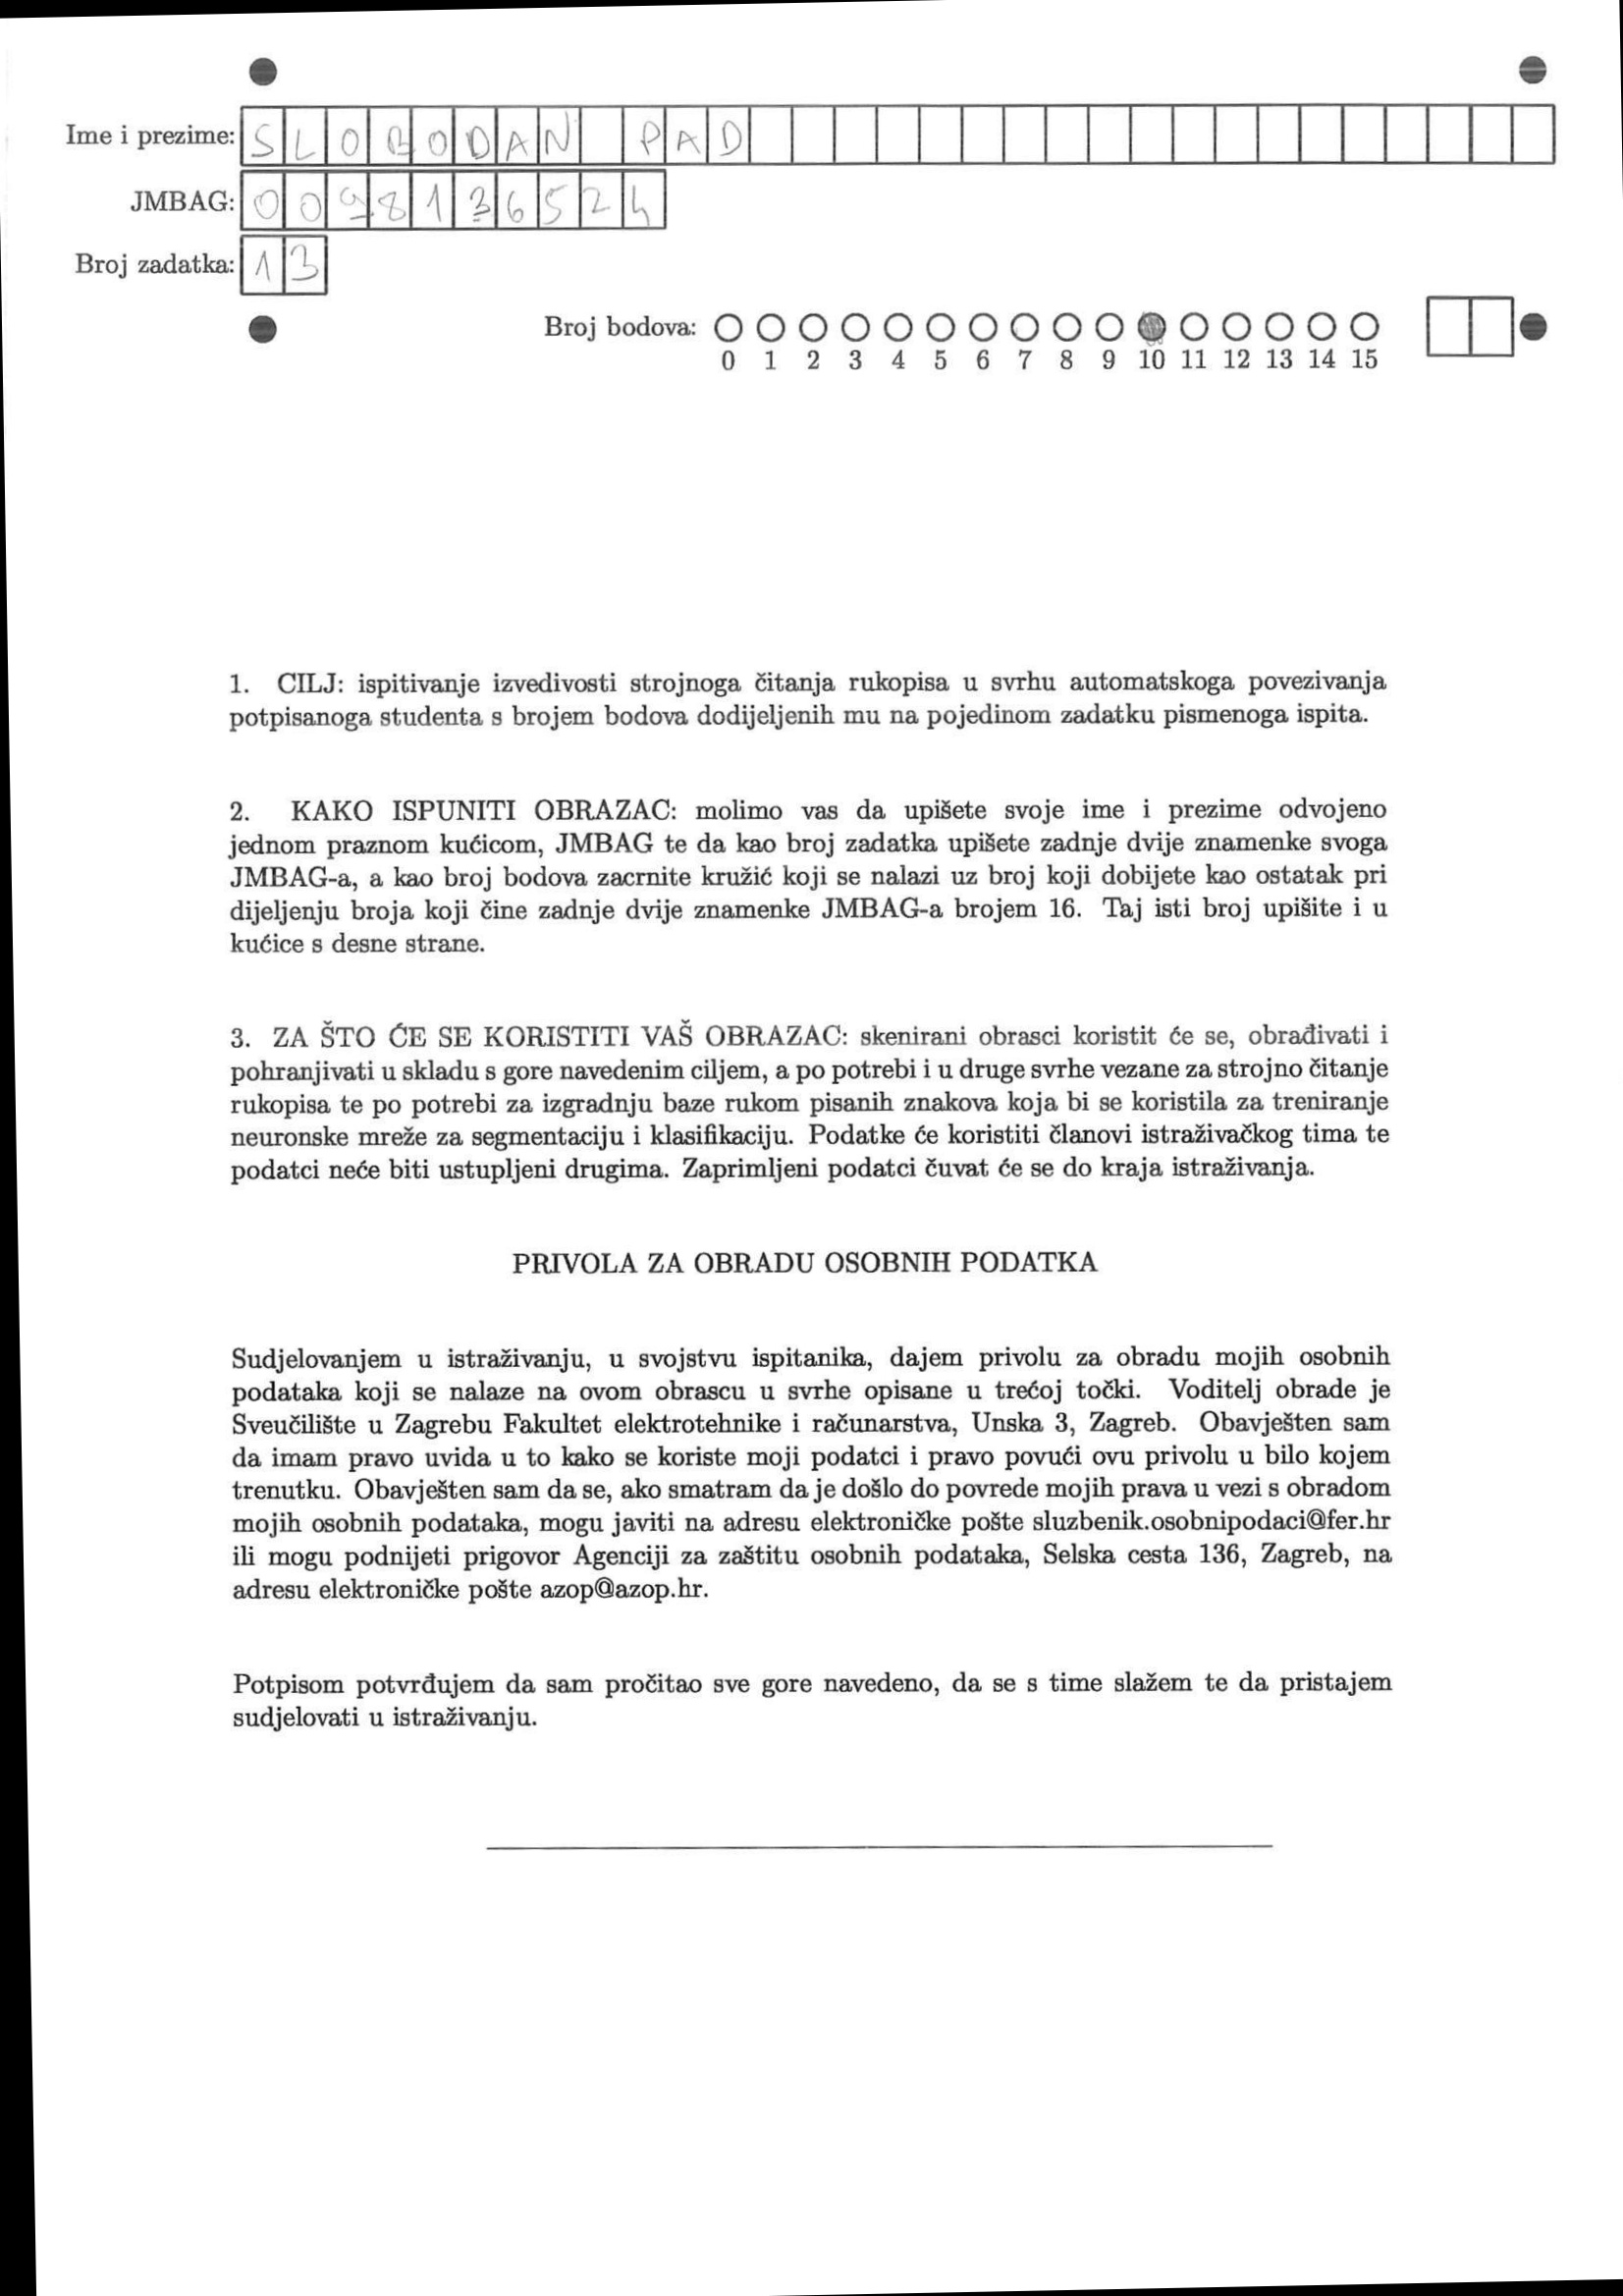 Ime i prezime: SLOBODAN PAD
JMBAG: 0098136524
Broj zadatka: 13
Broj bodova:
0 1 2 3 4 5 6 7 8 9 10 11 12 13 14 15
1. CILJ: ispitivanje izvedivosti strojnoga čitanja rukopisa u svrhu automatskoga povezivanja
potpisanoga studenta s brojem bodova dodijeljenih mu na pojedinom zadatku pismenoga ispita.
2. KAKO ISPUNITI OBRAZAC: molimo vas da upišete svoje ime i prezime odvojeno
jednom praznom kućicom, JMBAG te da kao broj zadatka upišete zadnje dvije znamenke svoga
JMBAG-a, a kao broj bodova zacrnite kružić koji se nalazi uz broj koji dobijete kao ostatak pri
dijeljenju broja koji čine zadnje dvije znamenke JMBAG-a brojem 16. Taj isti broj upišite i u
kućice s desne strane.
3. ZA ŠTO ĆE SE KORISTITI VAŠ OBRAZAC: skenirani obrasci koristit će se, obrađivati i
pohranjivati u skladu s gore navedenim ciljem, a po potrebi i u druge svrhe vezane za strojno čitanje
rukopisa te po potrebi za izgradnju baze rukom pisanih znakova koja bi se koristila za treniranje
neuronske mreže za segmentaciju i klasifikaciju. Podatke će koristiti članovi istraživačkog tima te
podatci neće biti ustupljeni drugima. Zaprimljeni podatci čuvat će se do kraja istraživanja.
PRIVOLA ZA OBRADU OSOBNIH PODATKA
Sudjelovanjem u istraživanju, u svojstvu ispitanika, dajem privolu za obradu mojih osobnih
podataka koji se nalaze na ovom obrascu u svrhe opisane u trećoj točki. Voditelj obrade je
Sveučilište u Zagrebu Fakultet elektrotehnike i računarstva, Unska 3, Zagreb. Obavješten sam
da imam pravo uvida u to kako se koriste moji podatci i pravo povući ovu privolu u bilo kojem
trenutku. Obavješten sam da se, ako smatram da je došlo do povrede mojih prava u vezi s obradom
mojih osobnih podataka, mogu javiti na adresu elektroničke pošte sluzbenik.osobnipodaci@fer.hr
ili mogu podnijeti prigovor Agenciji za zaštitu osobnih podataka, Selska cesta 136, Zagreb, na
adresu elektroničke pošte azop@azop.hr.
Potpisom potvrđujem da sam pročitao sve gore navedeno, da se s time slažem te da pristajem
sudjelovati u istraživanju.